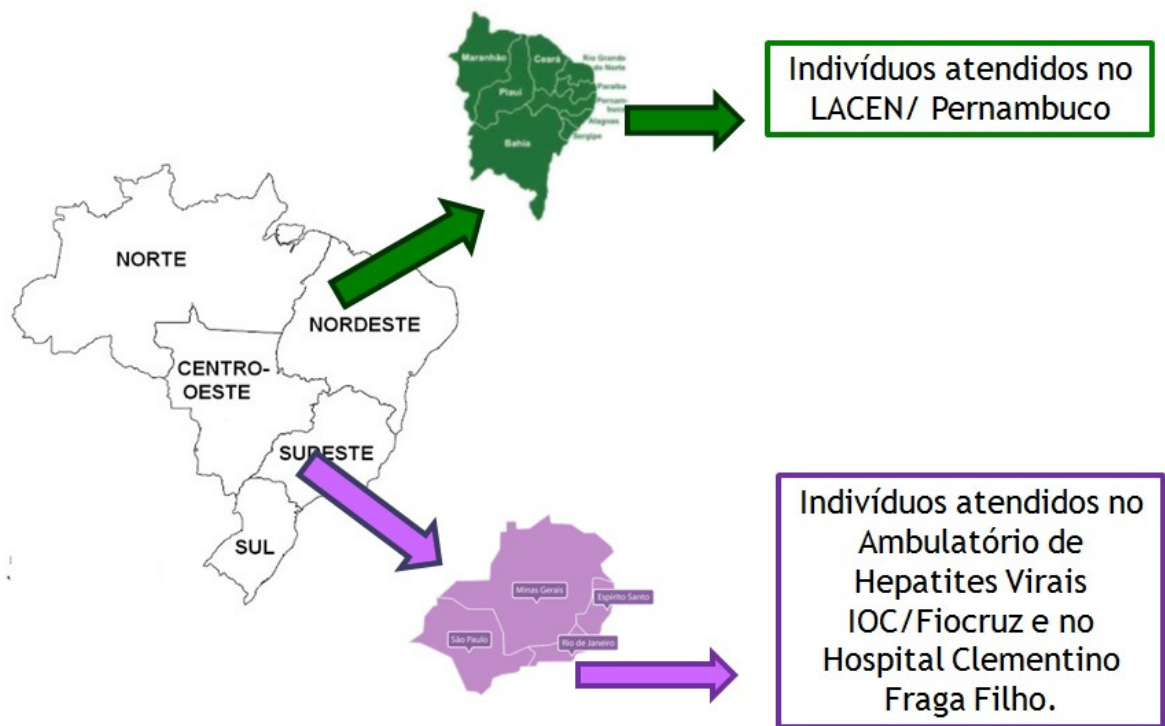 Maranhão
Ceará
Rio Grande
do Norte
Piauí
Paraíba
Pernam-
buco
Alagoas
Sergipe
Bahia
Indivíduos atendidos no
LACEN/ Pernambuco
NORTE
NORDESTE
CENTRO-
OESTE
SUDESTE
SUL
Minas Gerais
Espírito Santo
São Paulo
Rio de Janeiro
Indivíduos atendidos no
Ambulatório de
Hepatites Virais
IOC/Fiocruz e no
Hospital Clementino
Fraga Filho.